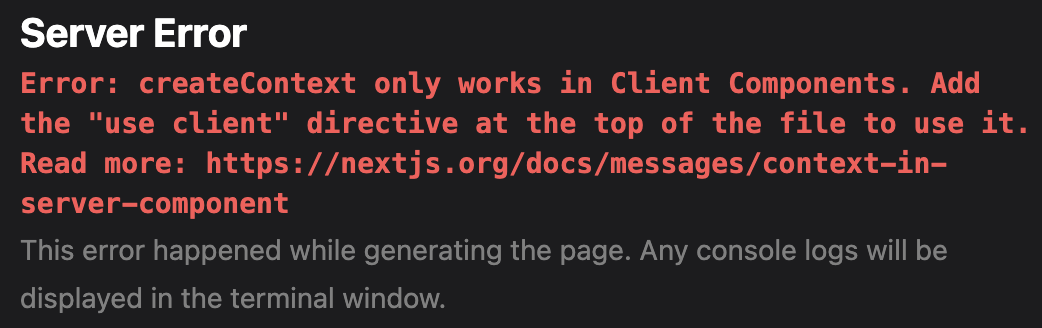 Server Error
Error: createContext only works in Client Components. Add
the "use client" directive at the top of the file to use it.
Read more: https://nextjs.org/docs/messages/context-in-
server-component
This error happened while generating the page. Any console logs will be
displayed in the terminal window.